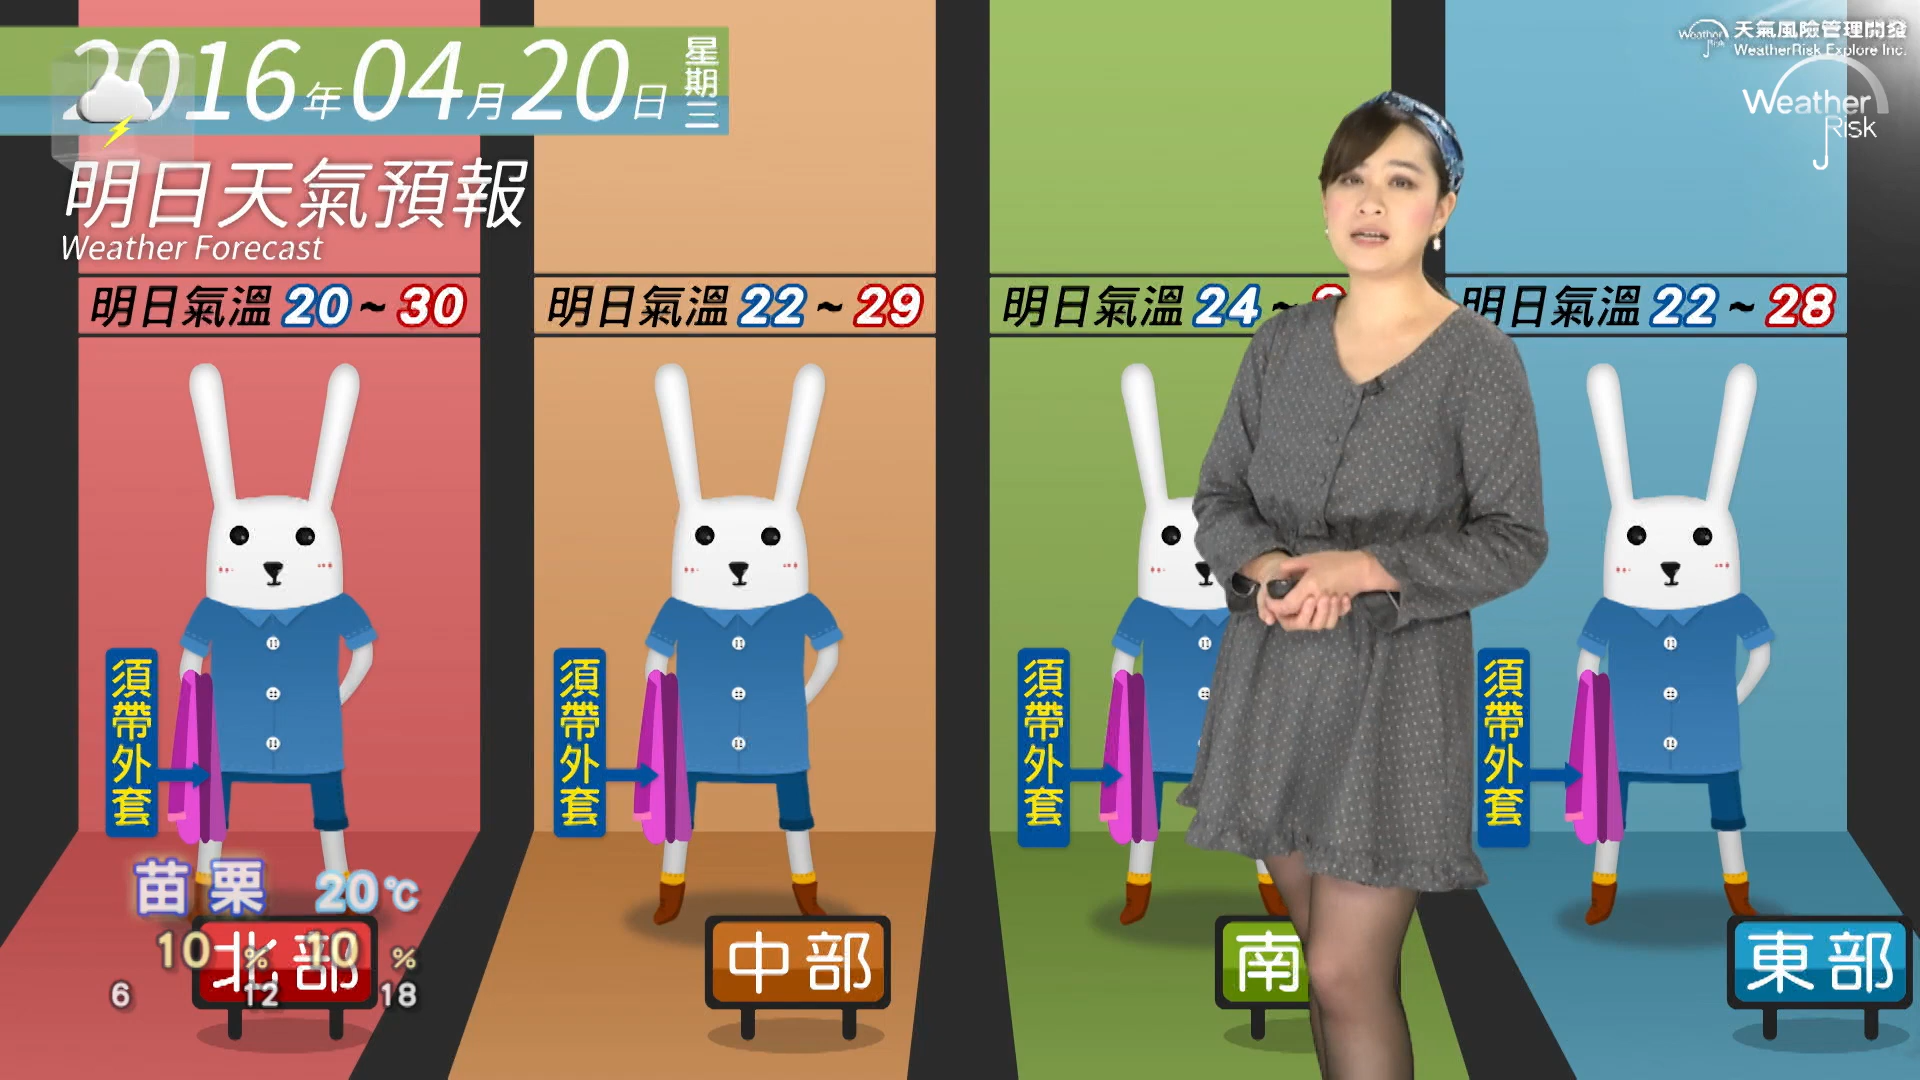 2016年04月20日 星期三
明日天氣預報
Weather Forecast
天氣風險管理開發
WeatherRisk Explore Inc.
Weather Risk
Weather Risk
明日氣溫 20 ~ 30
明日氣溫 22 ~ 29
明日氣溫 24 ~
明日氣溫 22 ~ 28
須帶外套
須帶外套
須帶外套
須帶外套
苗栗 20℃
10% 10%
6 12 18
北部
中部
南
東部